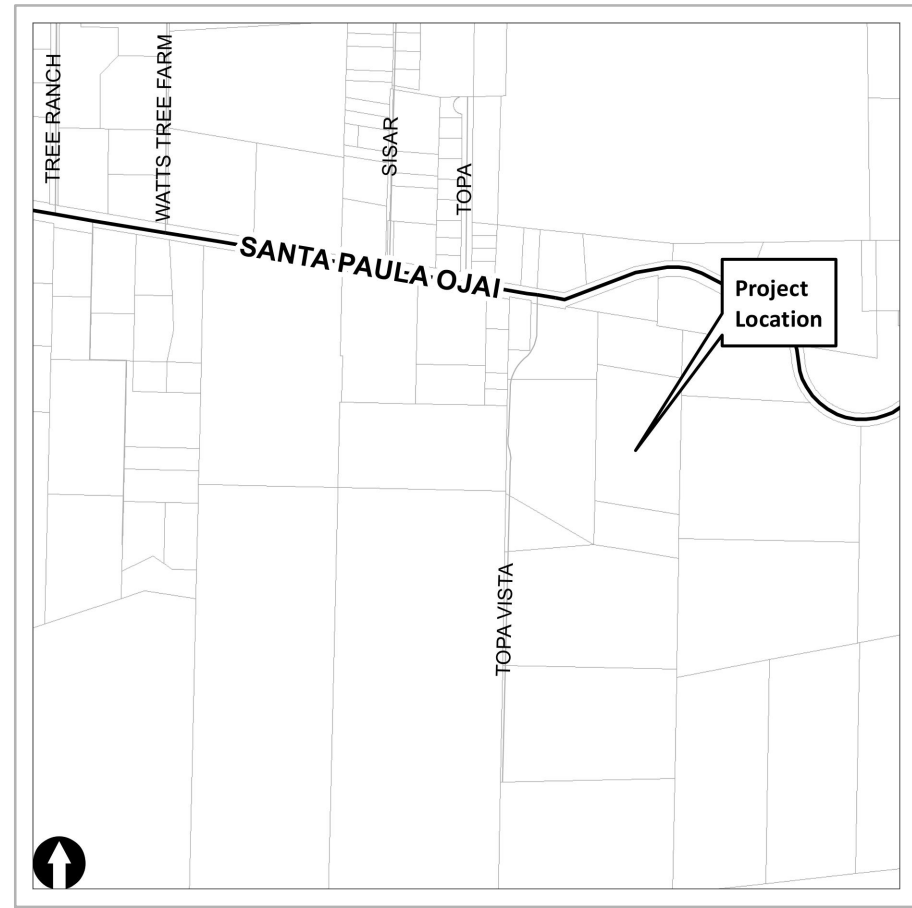 TREE RANCH
WATTS TREE FARM
SISAR
TOPA
SANTA PAULA OJAI
Project
Location
TOPA VISTA